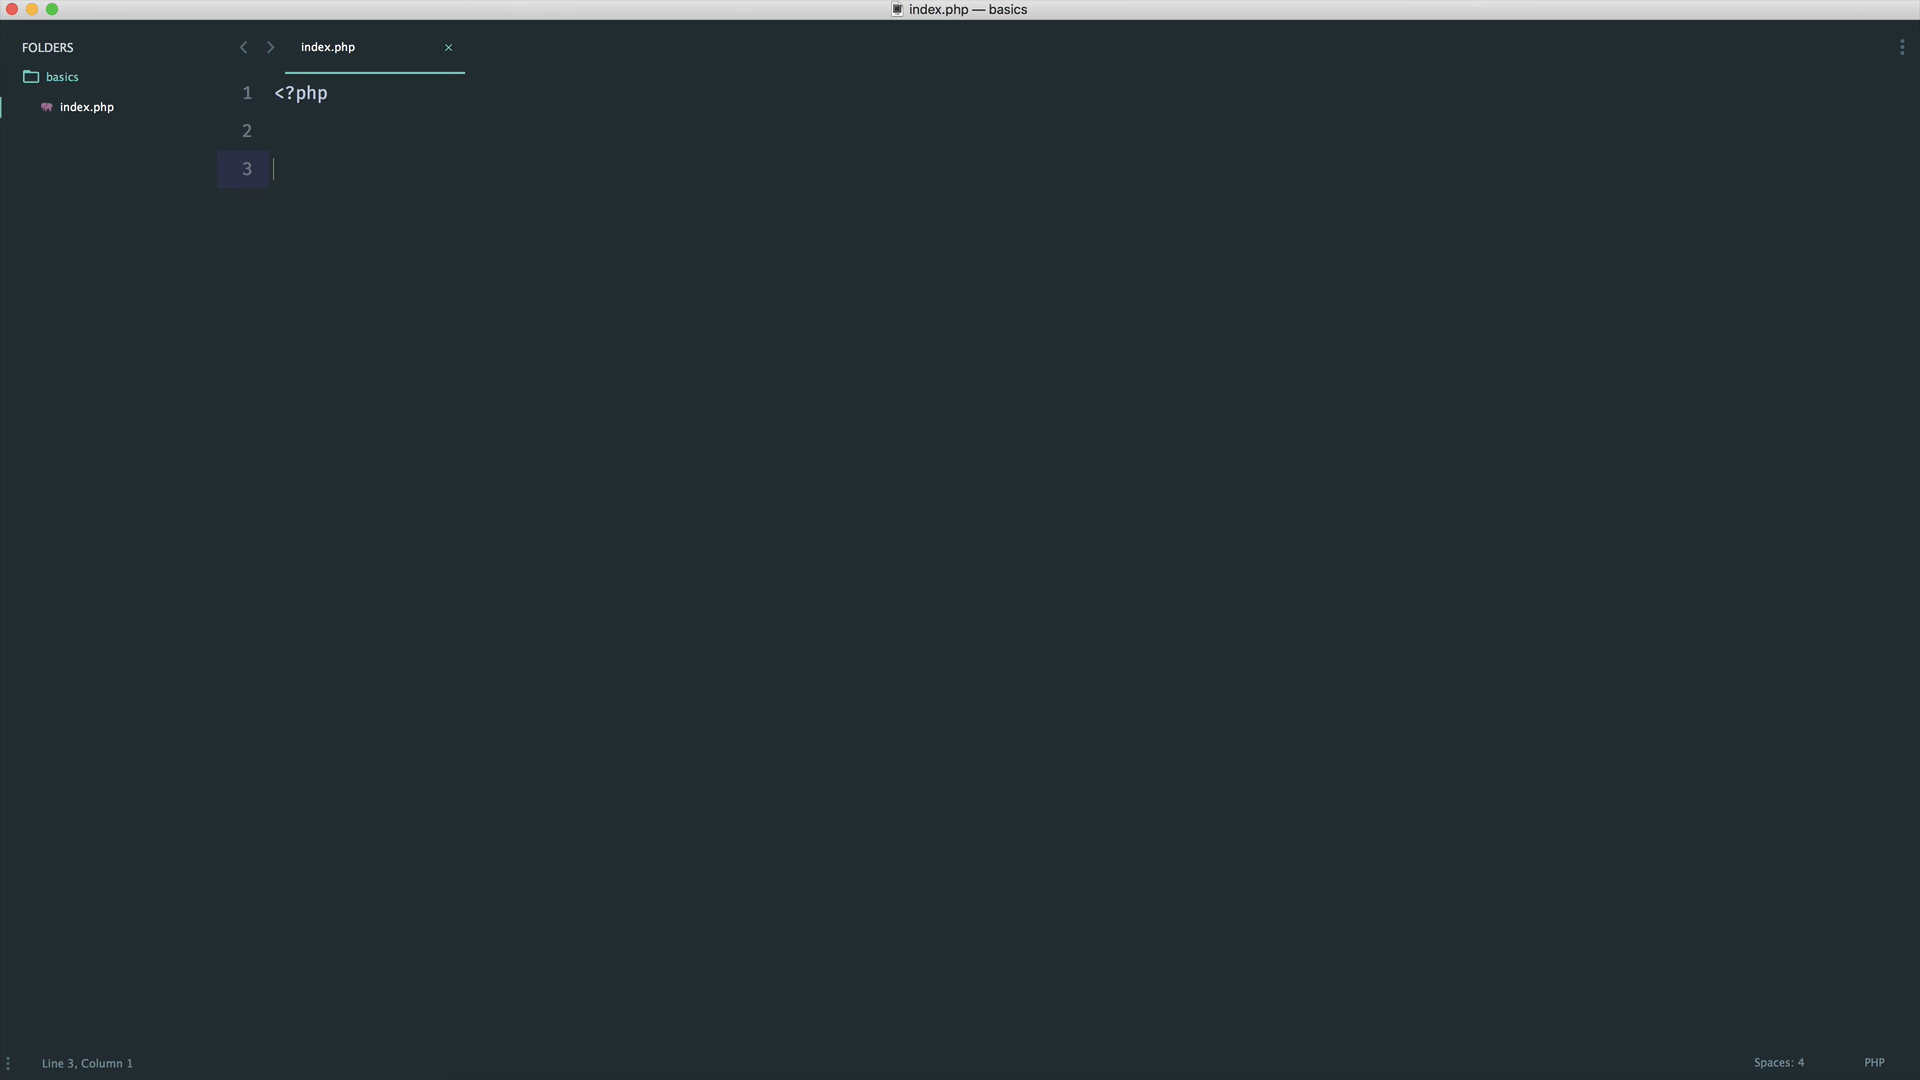 index.php — basics
FOLDERS
basics
index.php
index.php ×
1 <?php
2
3
Line 3, Column 1
Spaces: 4
PHP